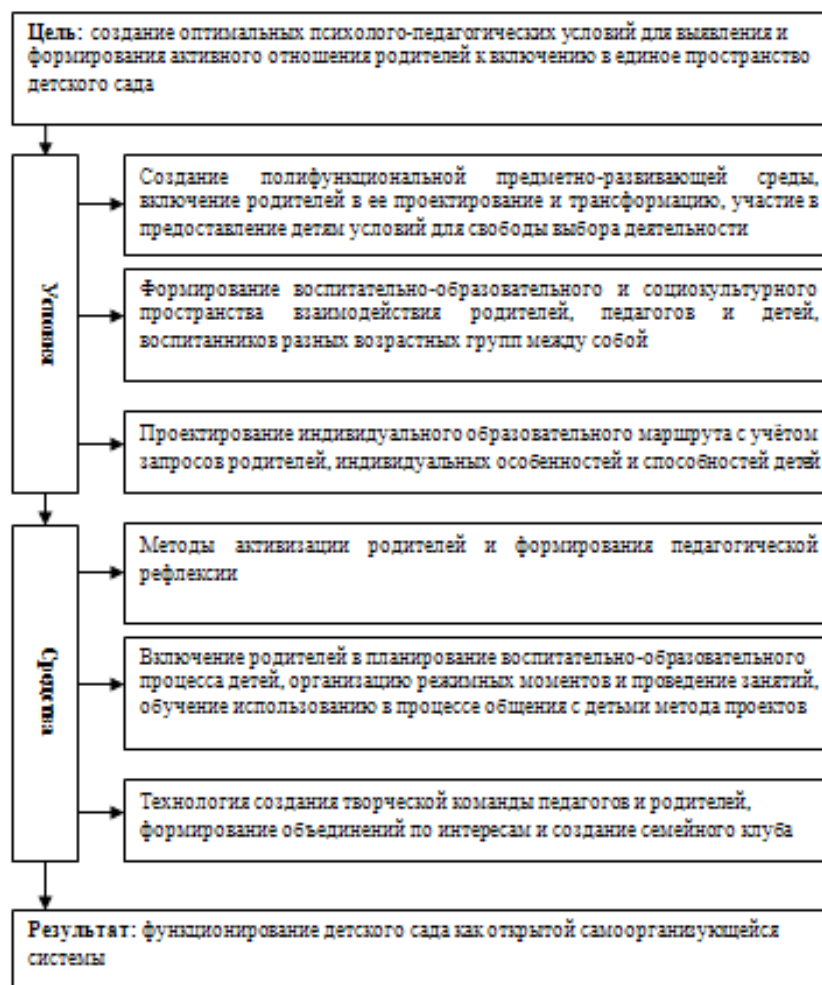 Цель: создание оптимальных психолого-педагогических условий для выявления и
формирования активного отношения родителей к включению в единое пространство
детского сада
Условия
Создание полифункциональной предметно-развивающей среды,
включение родителей в ее проектирование и трансформацию, участие в
предоставление детям условий для свободы выбора деятельности
Формирование воспитательно-образовательного и социокультурного
пространства взаимодействия родителей, педагогов и детей,
воспитанников разных возрастных групп между собой
Проектирование индивидуального образовательного маршрута с учётом
запросов родителей, индивидуальных особенностей и способностей детей
Средства
Методы активизации родителей и формирования педагогической
рефлексии
Включение родителей в планирование воспитательно-образовательного
процесса детей, организацию режимных моментов и проведение занятий,
обучение использованию в процессе общения с детьми метода проектов
Технология создания творческой команды педагогов и родителей,
формирование объединений по интересам и создание семейного клуба
Результат: функционирование детского сада как открытой самоорганизующейся
системы